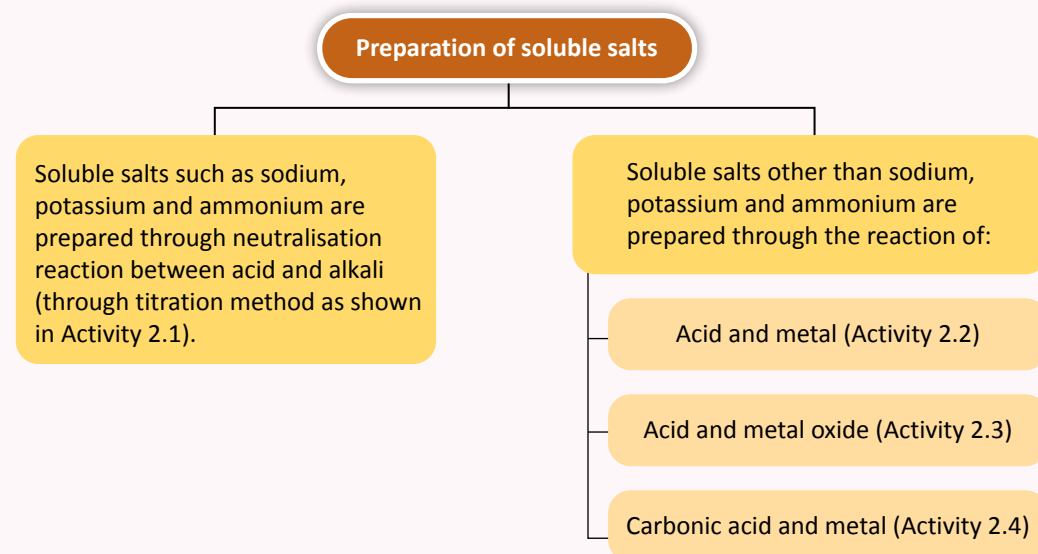 Preparation of soluble salts
Soluble salts such as sodium,
potassium and ammonium are
prepared through neutralisation
reaction between acid and alkali
(through titration method as shown
in Activity 2.1).
Soluble salts other than sodium,
potassium and ammonium are
prepared through the reaction of:
Acid and metal (Activity 2.2)
Acid and metal oxide (Activity 2.3)
Carbonic acid and metal (Activity 2.4)